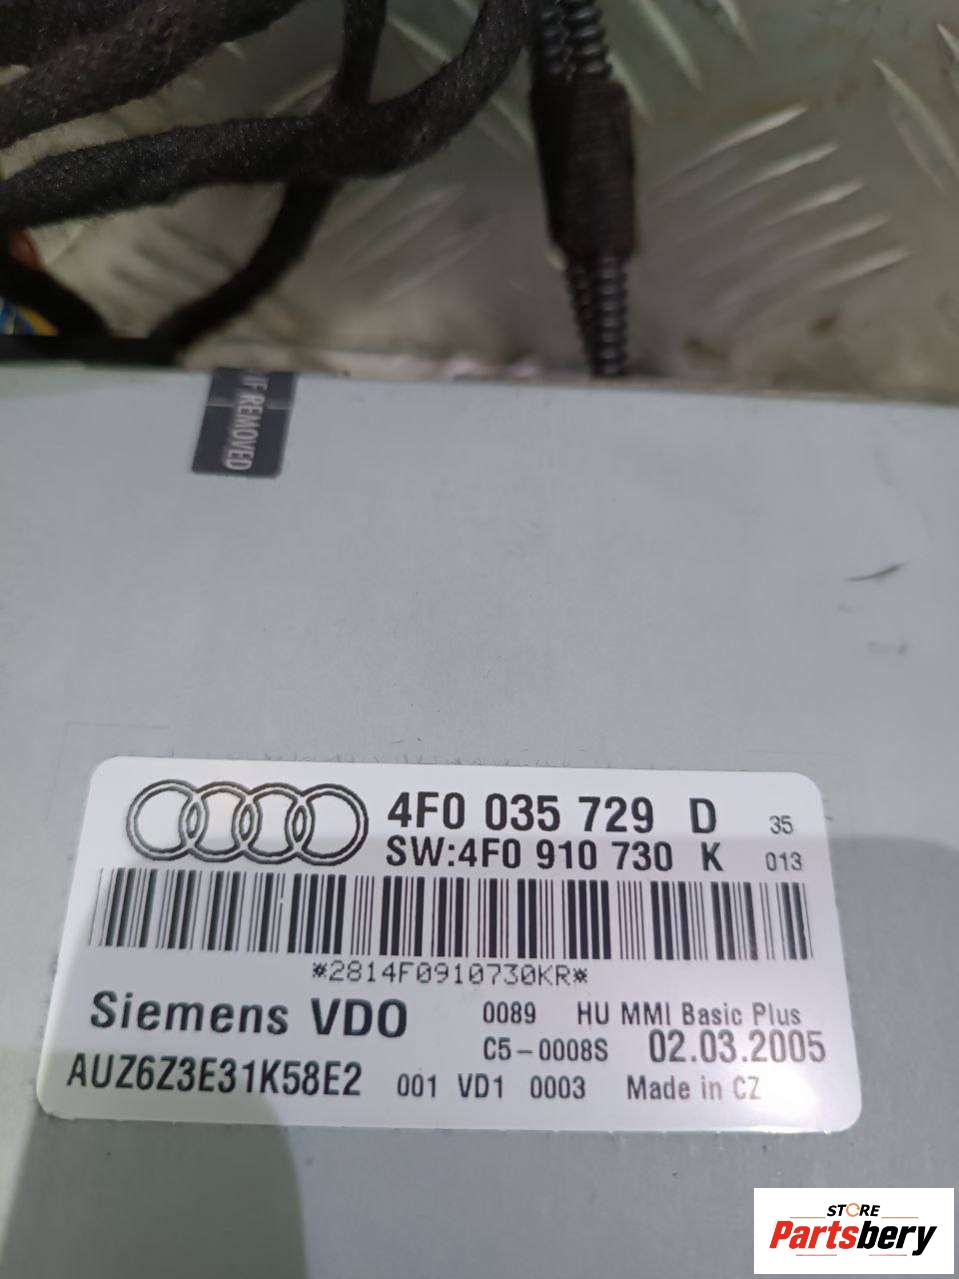 IF REMOVED
4F0 035 729 D 35
SW:4F0 910 730 K 013
*2814F0910730KR*
Siemens VDO 0089 HU MMI Basic Plus
C5-0008S 02.03.2005
AUZ6Z3E31K58E2 001 VD1 0003 Made in CZ
STORE
Partsbery